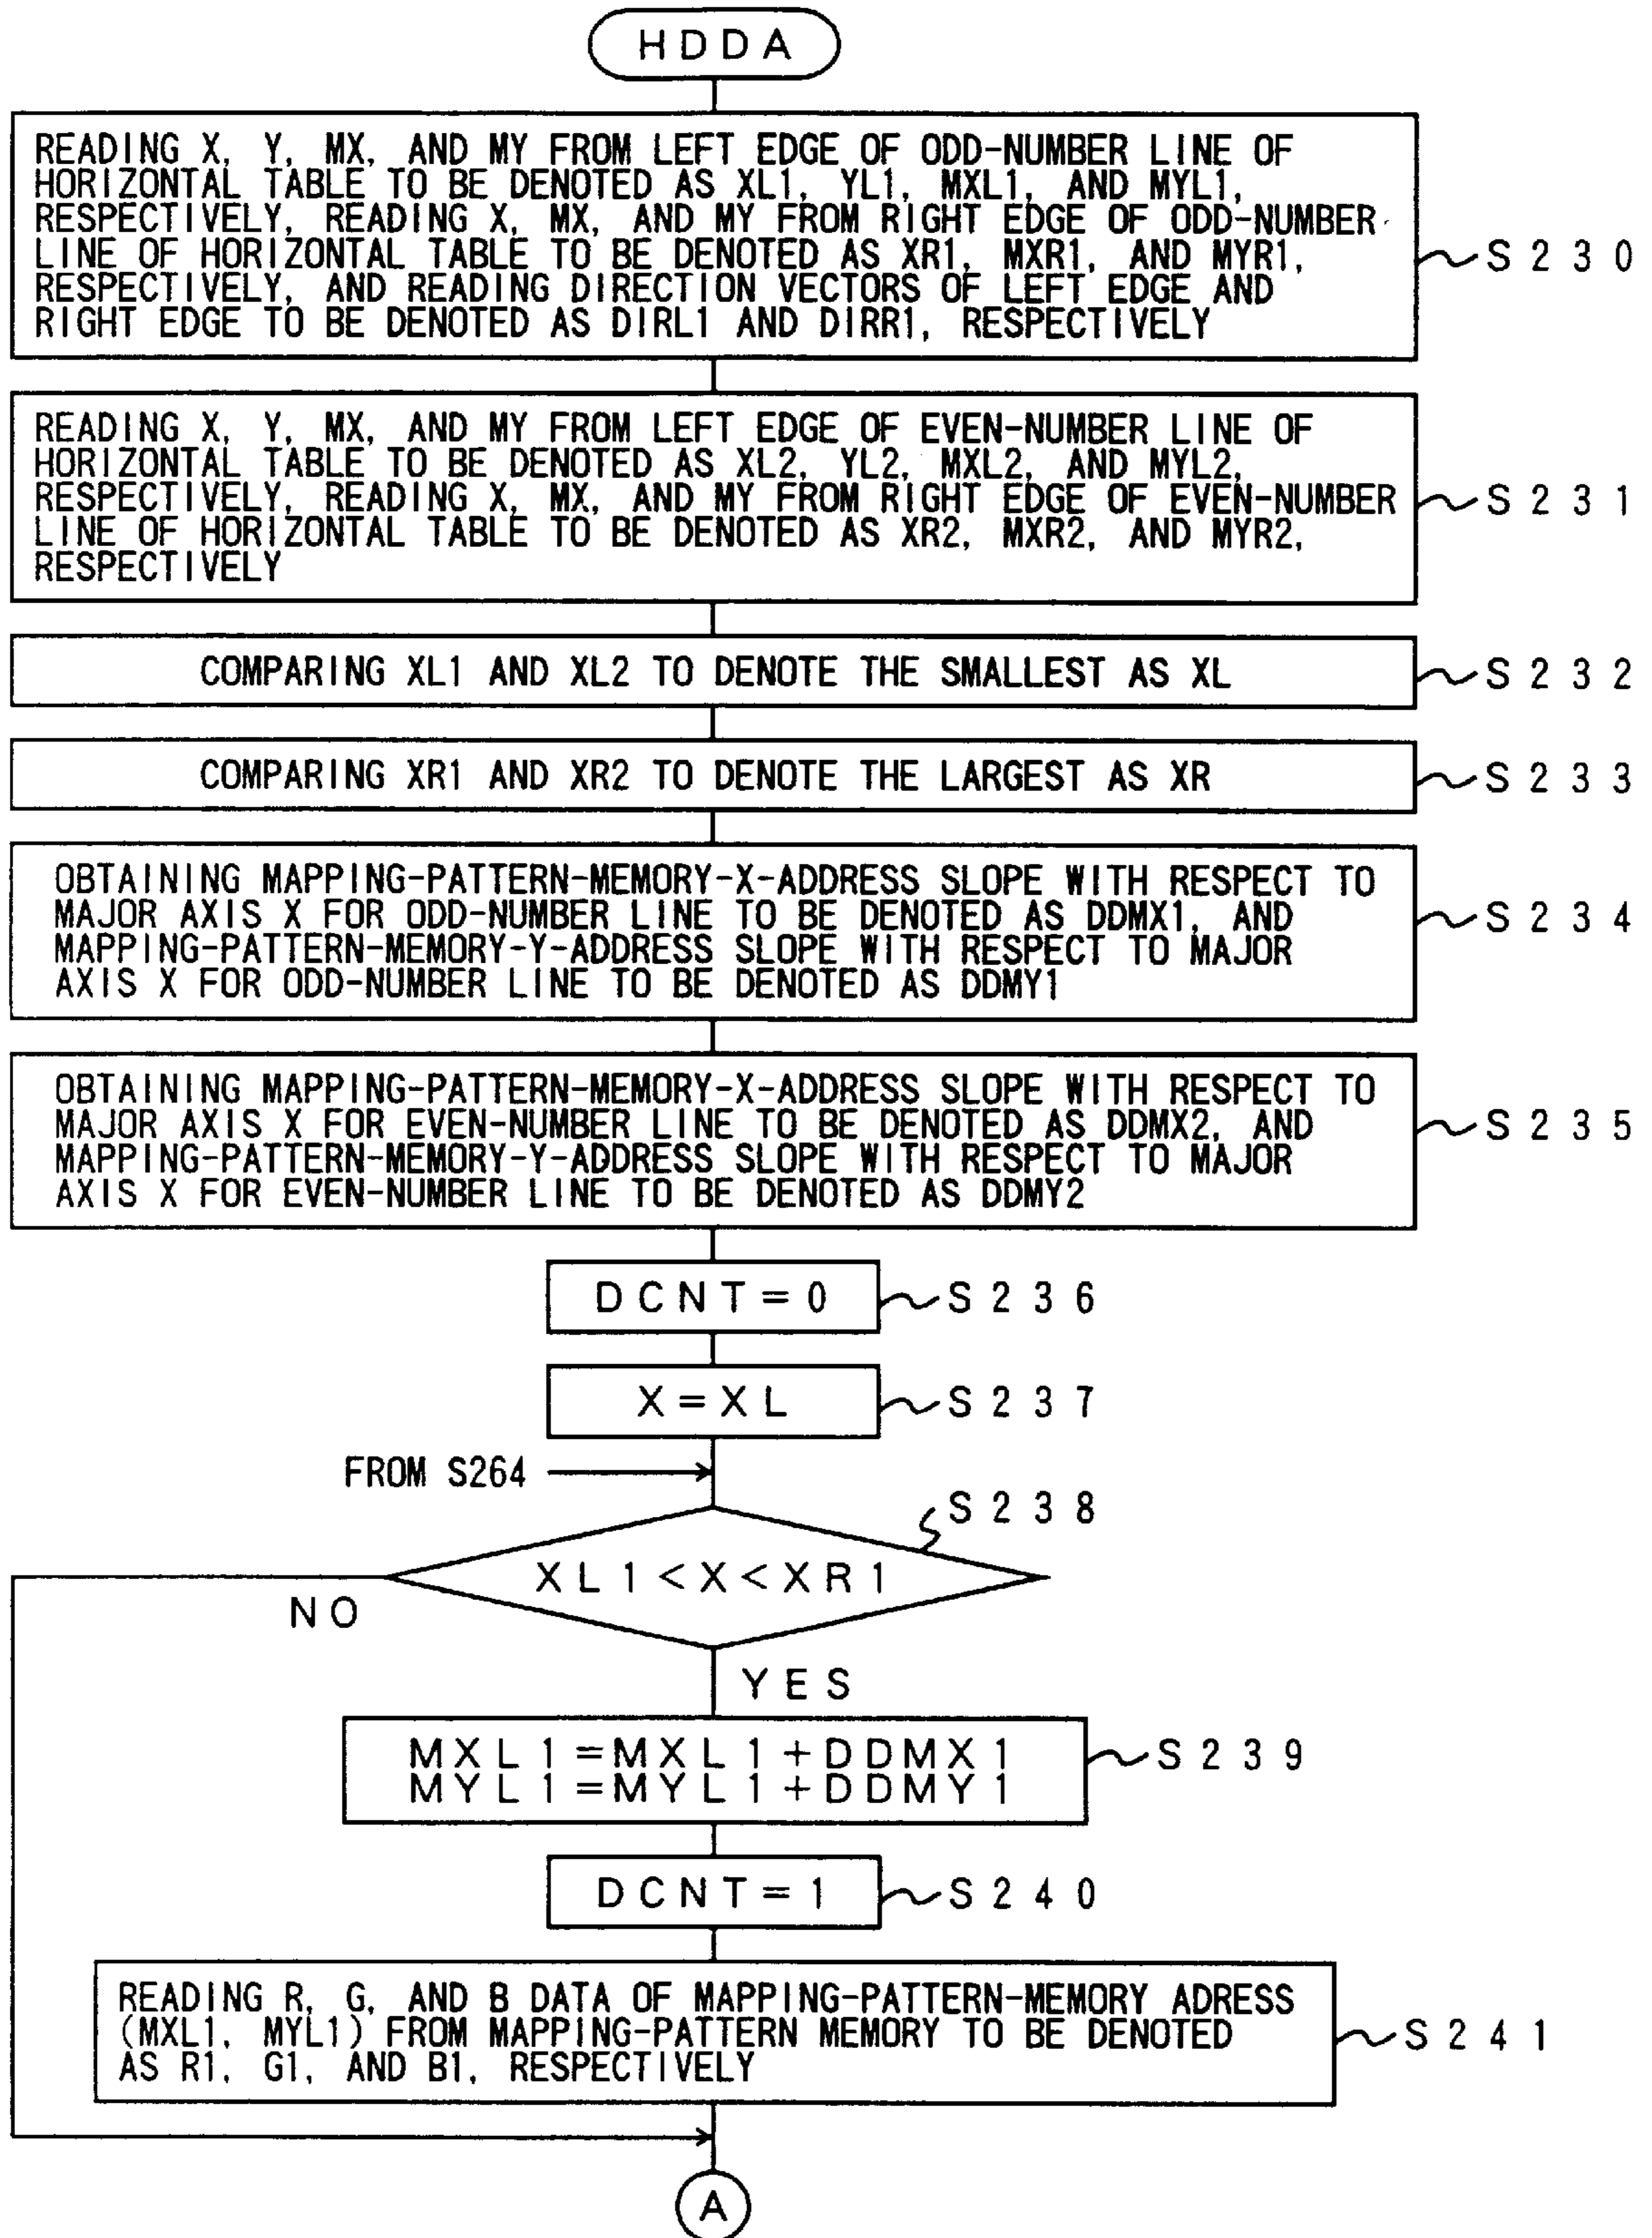 HDDA
READING X, Y, MX, AND MY FROM LEFT EDGE OF ODD-NUMBER LINE OF
HORIZONTAL TABLE TO BE DENOTED AS XL1, YL1, MXL1, AND MYL1,
RESPECTIVELY, READING X, MX, AND MY FROM RIGHT EDGE OF ODD-NUMBER
LINE OF HORIZONTAL TABLE TO BE DENOTED AS XR1, MXR1, AND MYR1,
RESPECTIVELY, AND READING DIRECTION VECTORS OF LEFT EDGE AND
RIGHT EDGE TO BE DENOTED AS DIRL1 AND DIRR1, RESPECTIVELY
S230
READING X, Y, MX, AND MY FROM LEFT EDGE OF EVEN-NUMBER LINE OF
HORIZONTAL TABLE TO BE DENOTED AS XL2, YL2, MXL2, AND MYL2,
RESPECTIVELY, READING X, MX, AND MY FROM RIGHT EDGE OF EVEN-NUMBER
LINE OF HORIZONTAL TABLE TO BE DENOTED AS XR2, MXR2, AND MYR2,
RESPECTIVELY
S231
COMPARING XL1 AND XL2 TO DENOTE THE SMALLEST AS XL
S232
COMPARING XR1 AND XR2 TO DENOTE THE LARGEST AS XR
S233
OBTAINING MAPPING-PATTERN-MEMORY-X-ADDRESS SLOPE WITH RESPECT TO
MAJOR AXIS X FOR ODD-NUMBER LINE TO BE DENOTED AS DDMX1, AND
MAPPING-PATTERN-MEMORY-Y-ADDRESS SLOPE WITH RESPECT TO MAJOR
AXIS X FOR ODD-NUMBER LINE TO BE DENOTED AS DDMY1
S234
OBTAINING MAPPING-PATTERN-MEMORY-X-ADDRESS SLOPE WITH RESPECT TO
MAJOR AXIS X FOR EVEN-NUMBER LINE TO BE DENOTED AS DDMX2, AND
MAPPING-PATTERN-MEMORY-Y-ADDRESS SLOPE WITH RESPECT TO MAJOR
AXIS X FOR EVEN-NUMBER LINE TO BE DENOTED AS DDMY2
S235
DCNT=0
S236
X=XL
S237
FROM S264
S238
XL1<X<XR1
NO
YES
MXL1=MXL1+DDMX1
MYL1=MYL1+DDMY1
S239
DCNT=1
S240
READING R, G, AND B DATA OF MAPPING-PATTERN-MEMORY ADRESS
(MXL1, MYL1) FROM MAPPING-PATTERN MEMORY TO BE DENOTED
AS R1, G1, AND B1, RESPECTIVELY
S241
A